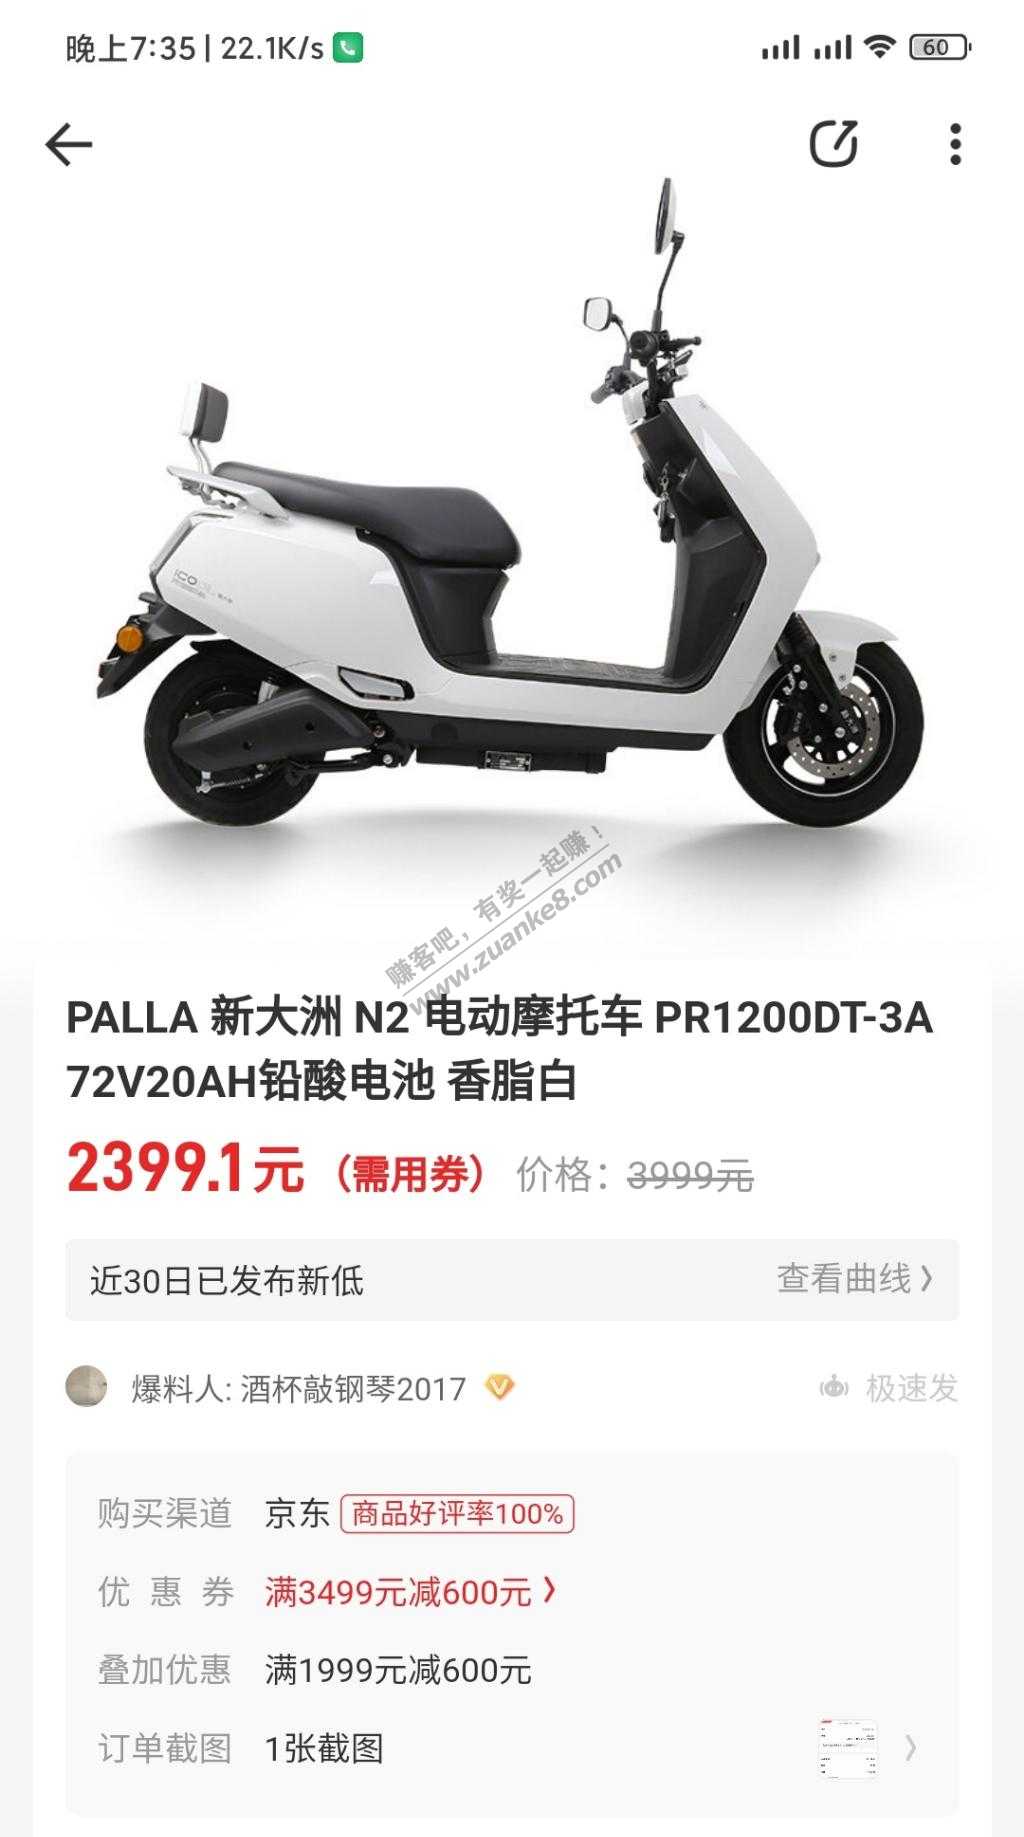 晚上7:35 | 22.1K/s
60
iCO
赚客吧，有奖一起赚！
www.zuanke8.com
PALLA 新大洲 N2 电动摩托车 PR1200DT-3A
72V20AH铅酸电池 香脂白
2399.1元（需用券） 价格：3999元
近30日已发布新低 查看曲线
爆料人: 酒杯敲钢琴2017 极速发
购买渠道 京东 商品好评率100%
优惠券 满3499元减600元
叠加优惠 满1999元减600元
订单截图 1张截图